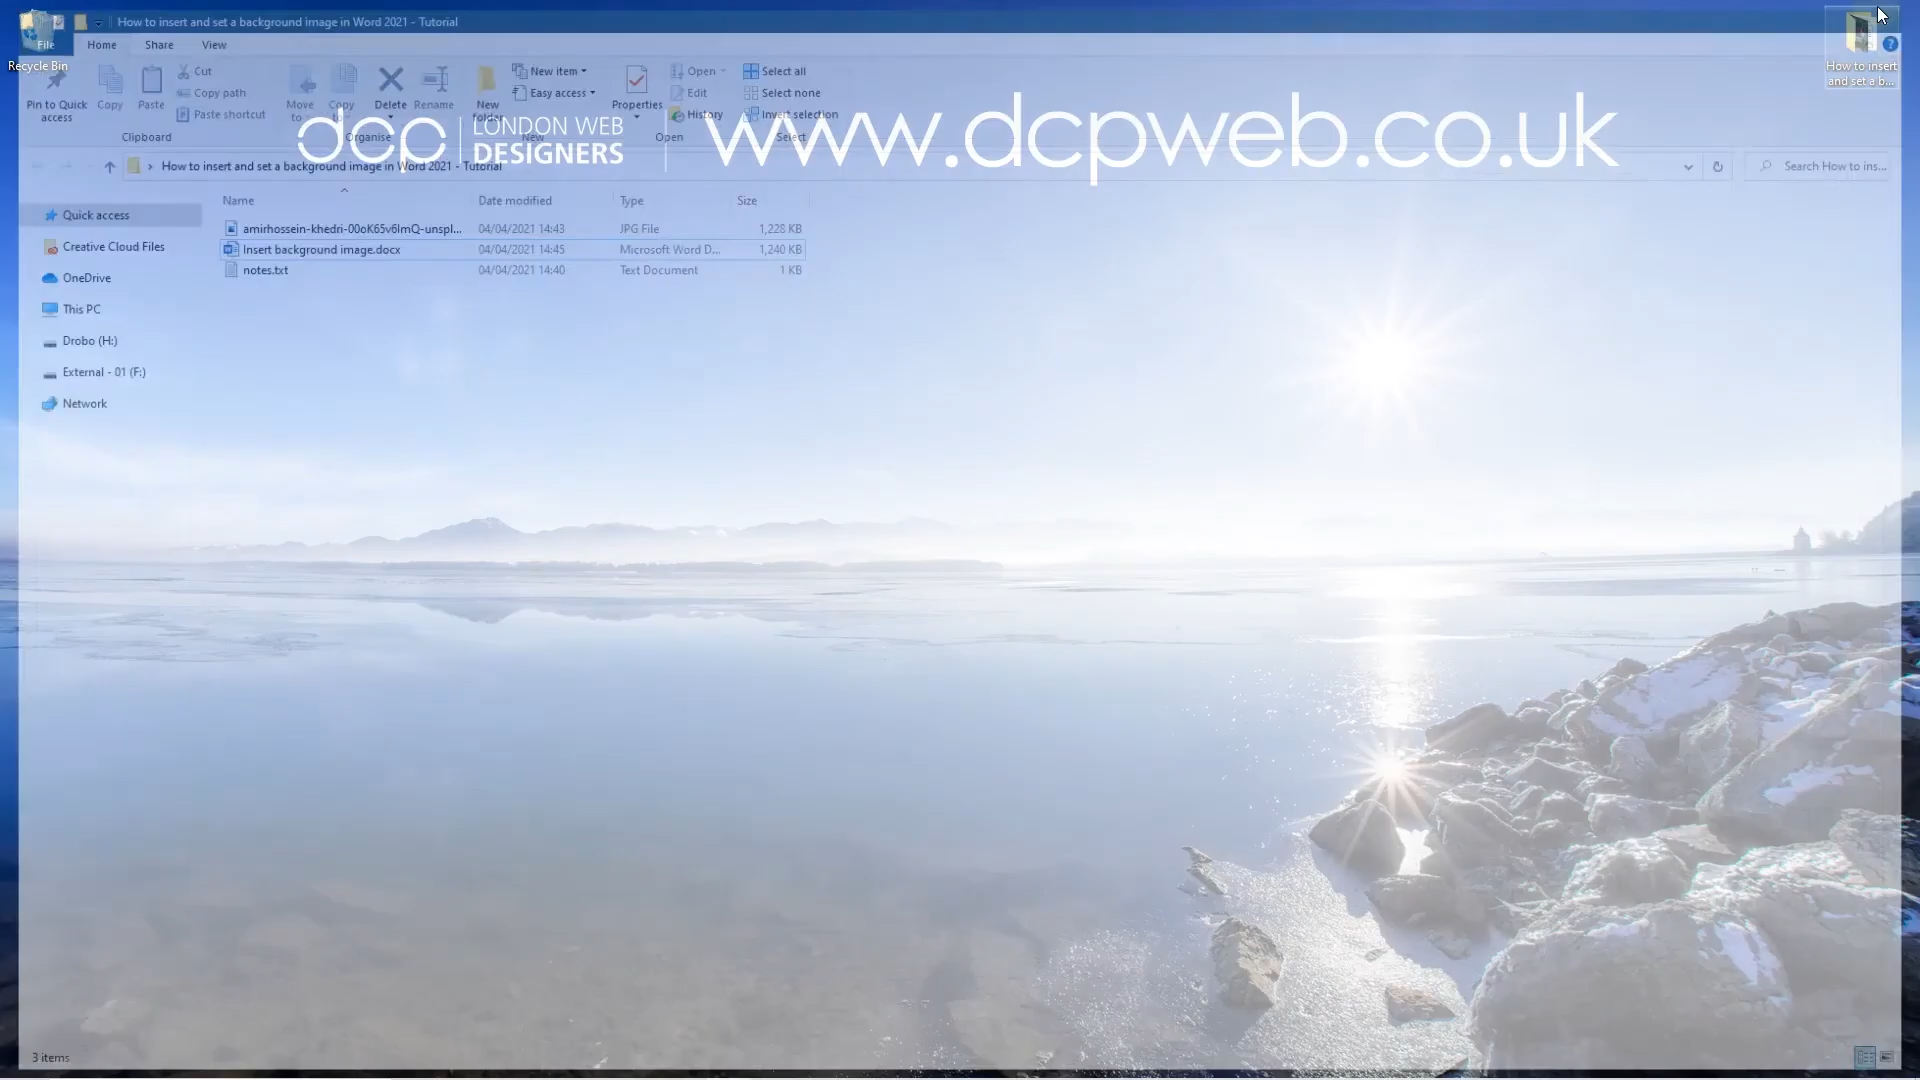 How to insert and set a background image in Word 2021 - Tutorial
File
Home
Share
View
Recycle Bin
How to insert
and set a b...
Pin to Quick
access
Copy
Paste
Cut
Copy path
Paste shortcut
Clipboard
Move
to
Copy
to
Delete
Rename
Organise
New
folder
New item
Easy access
New
Properties
Open
Edit
History
Open
Select all
Select none
Invert selection
Select
dcp
LONDON WEB
DESIGNERS
www.dcpweb.co.uk
How to insert and set a background image in Word 2021 - Tutorial
Search How to ins...
Name
Date modified
Type
Size
amirhossein-khedri-00oK65v6lmQ-unspl...
04/04/2021 14:43
JPG File
1,228 KB
Insert background image.docx
04/04/2021 14:45
Microsoft Word D...
1,240 KB
notes.txt
04/04/2021 14:40
Text Document
1 KB
Quick access
Creative Cloud Files
OneDrive
This PC
Drobo (H:)
External - 01 (F:)
Network
3 items